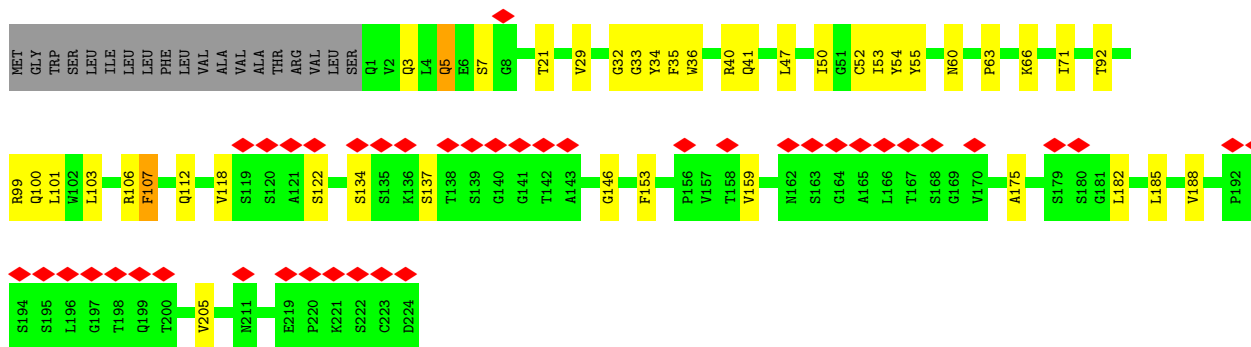 MET GLY TRP SER LEU ILE LEU LEU PHE LEU VAL ALA VAL ALA THR ARG VAL LEU SER Q1 V2 Q3 L4 Q5 E6 S7 G8 T21 V29 G32 G33 Y34 F35 W36 R40 Q41 L47 I50 G51 C52 I53 Y54 Y55 N60 P63 K66 I71 T92
R99 Q100 L101 W102 L103 R106 F107 Q112 V118 S119 S120 A121 S122 S134 S135 K136 S137 T138 S139 G140 G141 T142 A143 G146 F153 P156 V157 T158 V159 N162 S163 G164 A165 L166 T167 S168 G169 V170 A175 S179 S180 G181 L182 L185 V188 P192
S194 S195 L196 G197 T198 Q199 T200 V205 N211 E219 P220 K221 S222 C223 D224